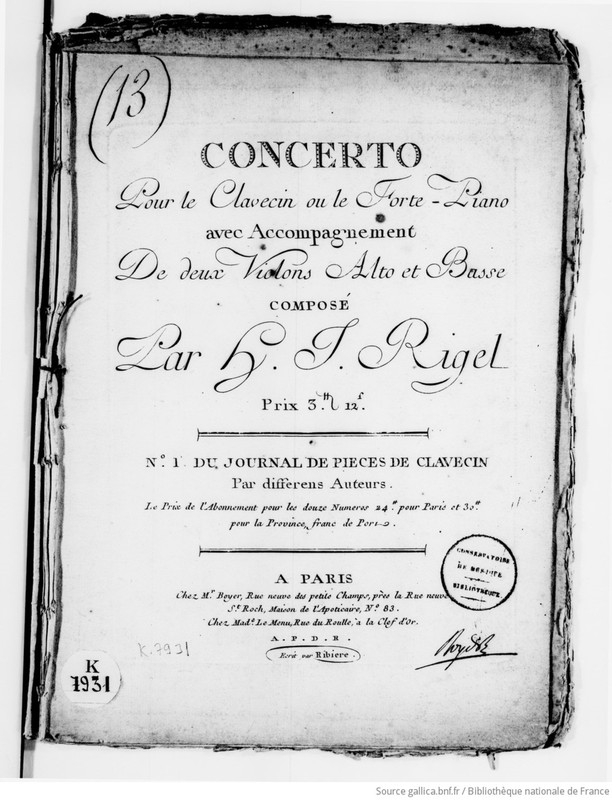 (13)
CONCERTO
Pour le Clavecin ou le Forte-Piano
avec Accompagnement
De deux Violons Alto et Basse
COMPOSÉ
Par H. J. Rigel
Prix 3.tt 12.s
N.o 1. DU JOURNAL DE PIECES DE CLAVECIN
Par differens Auteurs.
Le Prix de l'Abonnement pour les douze Numeros 24.tt pour Paris et 30.tt
pour la Province, franc de Port.
A PARIS
Chez M.r Boyer, Rue neuve des petits Champs, près la Rue neuve
S.t Roch, Maison de l'Apoticaire, N.o 83.
Chez Mad.e Le Menu, Rue du Roulle, a la Clef d'Or.
A.P.D.R.
Ecrit par Ribiere.
CONSERVATOIRE
DE MUSIQUE
BIBLIOTHÈQUE.
K.7931
K
7931
Source gallica.bnf.fr / Bibliothèque nationale de France